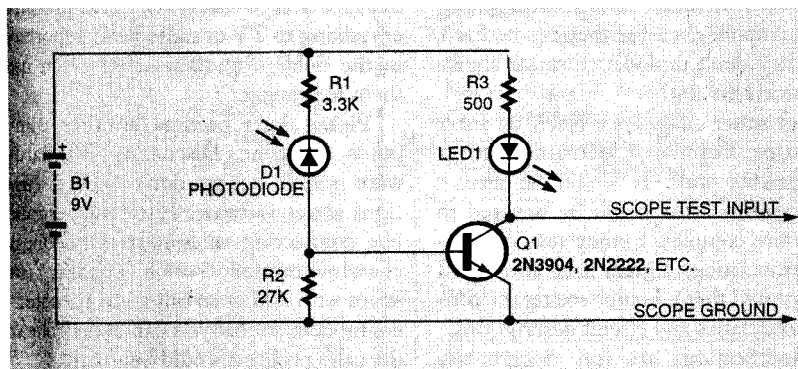 R1
3.3K
R3
500
+
B1
9V
D1
PHOTODIODE
LED1
SCOPE TEST INPUT
Q1
2N3904, 2N2222, ETC.
R2
27K
SCOPE GROUND